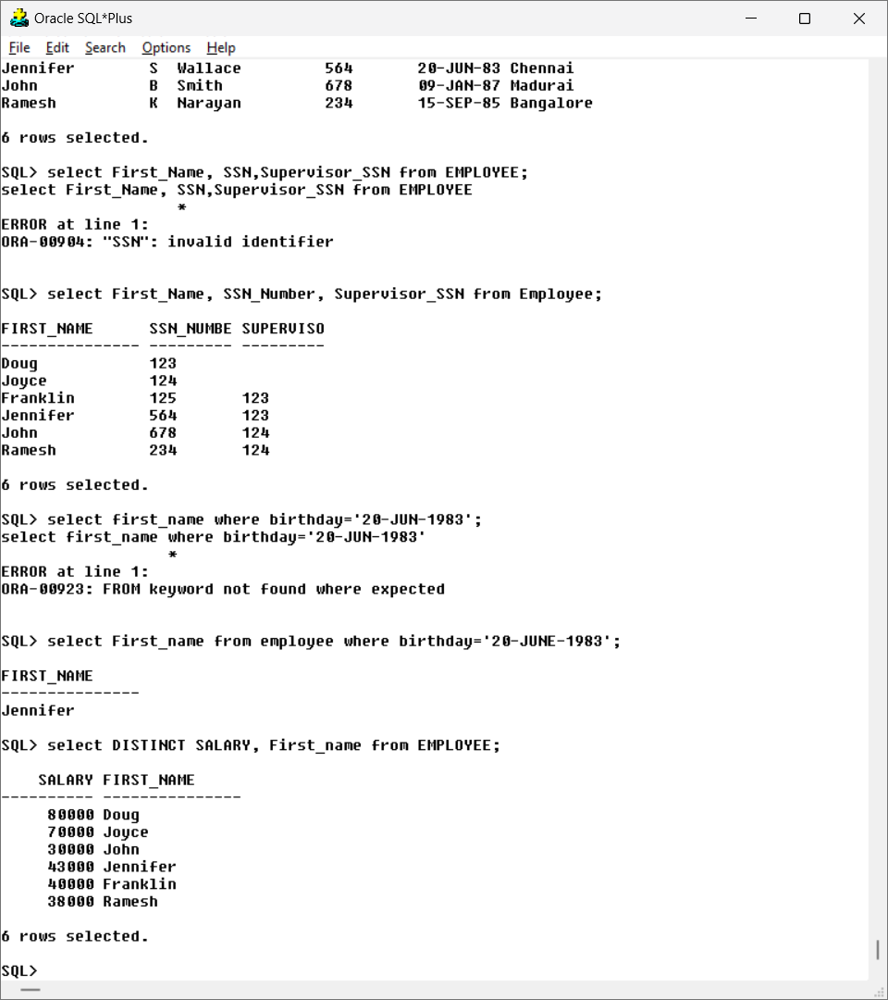 Oracle SQL*Plus
File Edit Search Options Help
Jennifer        S  Wallace         564       20-JUN-83 Chennai
John            B  Smith           678       09-JAN-87 Madurai
Ramesh          K  Narayan         234       15-SEP-85 Bangalore
6 rows selected.
SQL> select First_Name, SSN,Supervisor_SSN from EMPLOYEE;
select First_Name, SSN,Supervisor_SSN from EMPLOYEE
                   *
ERROR at line 1:
ORA-00904: "SSN": invalid identifier
SQL> select First_Name, SSN_Number, Supervisor_SSN from Employee;
FIRST_NAME      SSN_NUMBE SUPERVISO
--------------- --------- ---------
Doug            123
Joyce           124
Franklin        125       123
Jennifer        564       123
John            678       124
Ramesh          234       124
6 rows selected.
SQL> select first_name where birthday='20-JUN-1983';
select first_name where birthday='20-JUN-1983'
                  *
ERROR at line 1:
ORA-00923: FROM keyword not found where expected
SQL> select First_name from employee where birthday='20-JUNE-1983';
FIRST_NAME
---------------
Jennifer
SQL> select DISTINCT SALARY, First_name from EMPLOYEE;
    SALARY FIRST_NAME
---------- ---------------
     80000 Doug
     70000 Joyce
     30000 John
     43000 Jennifer
     40000 Franklin
     38000 Ramesh
6 rows selected.
SQL>